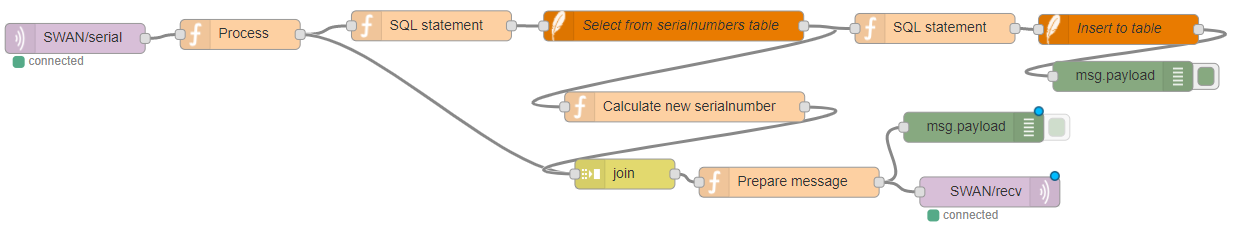 SWAN/serial
connected
Process
SQL statement
Select from serialnumbers table
SQL statement
Insert to table
msg.payload
Calculate new serialnumber
msg.payload
join
Prepare message
SWAN/recv
connected